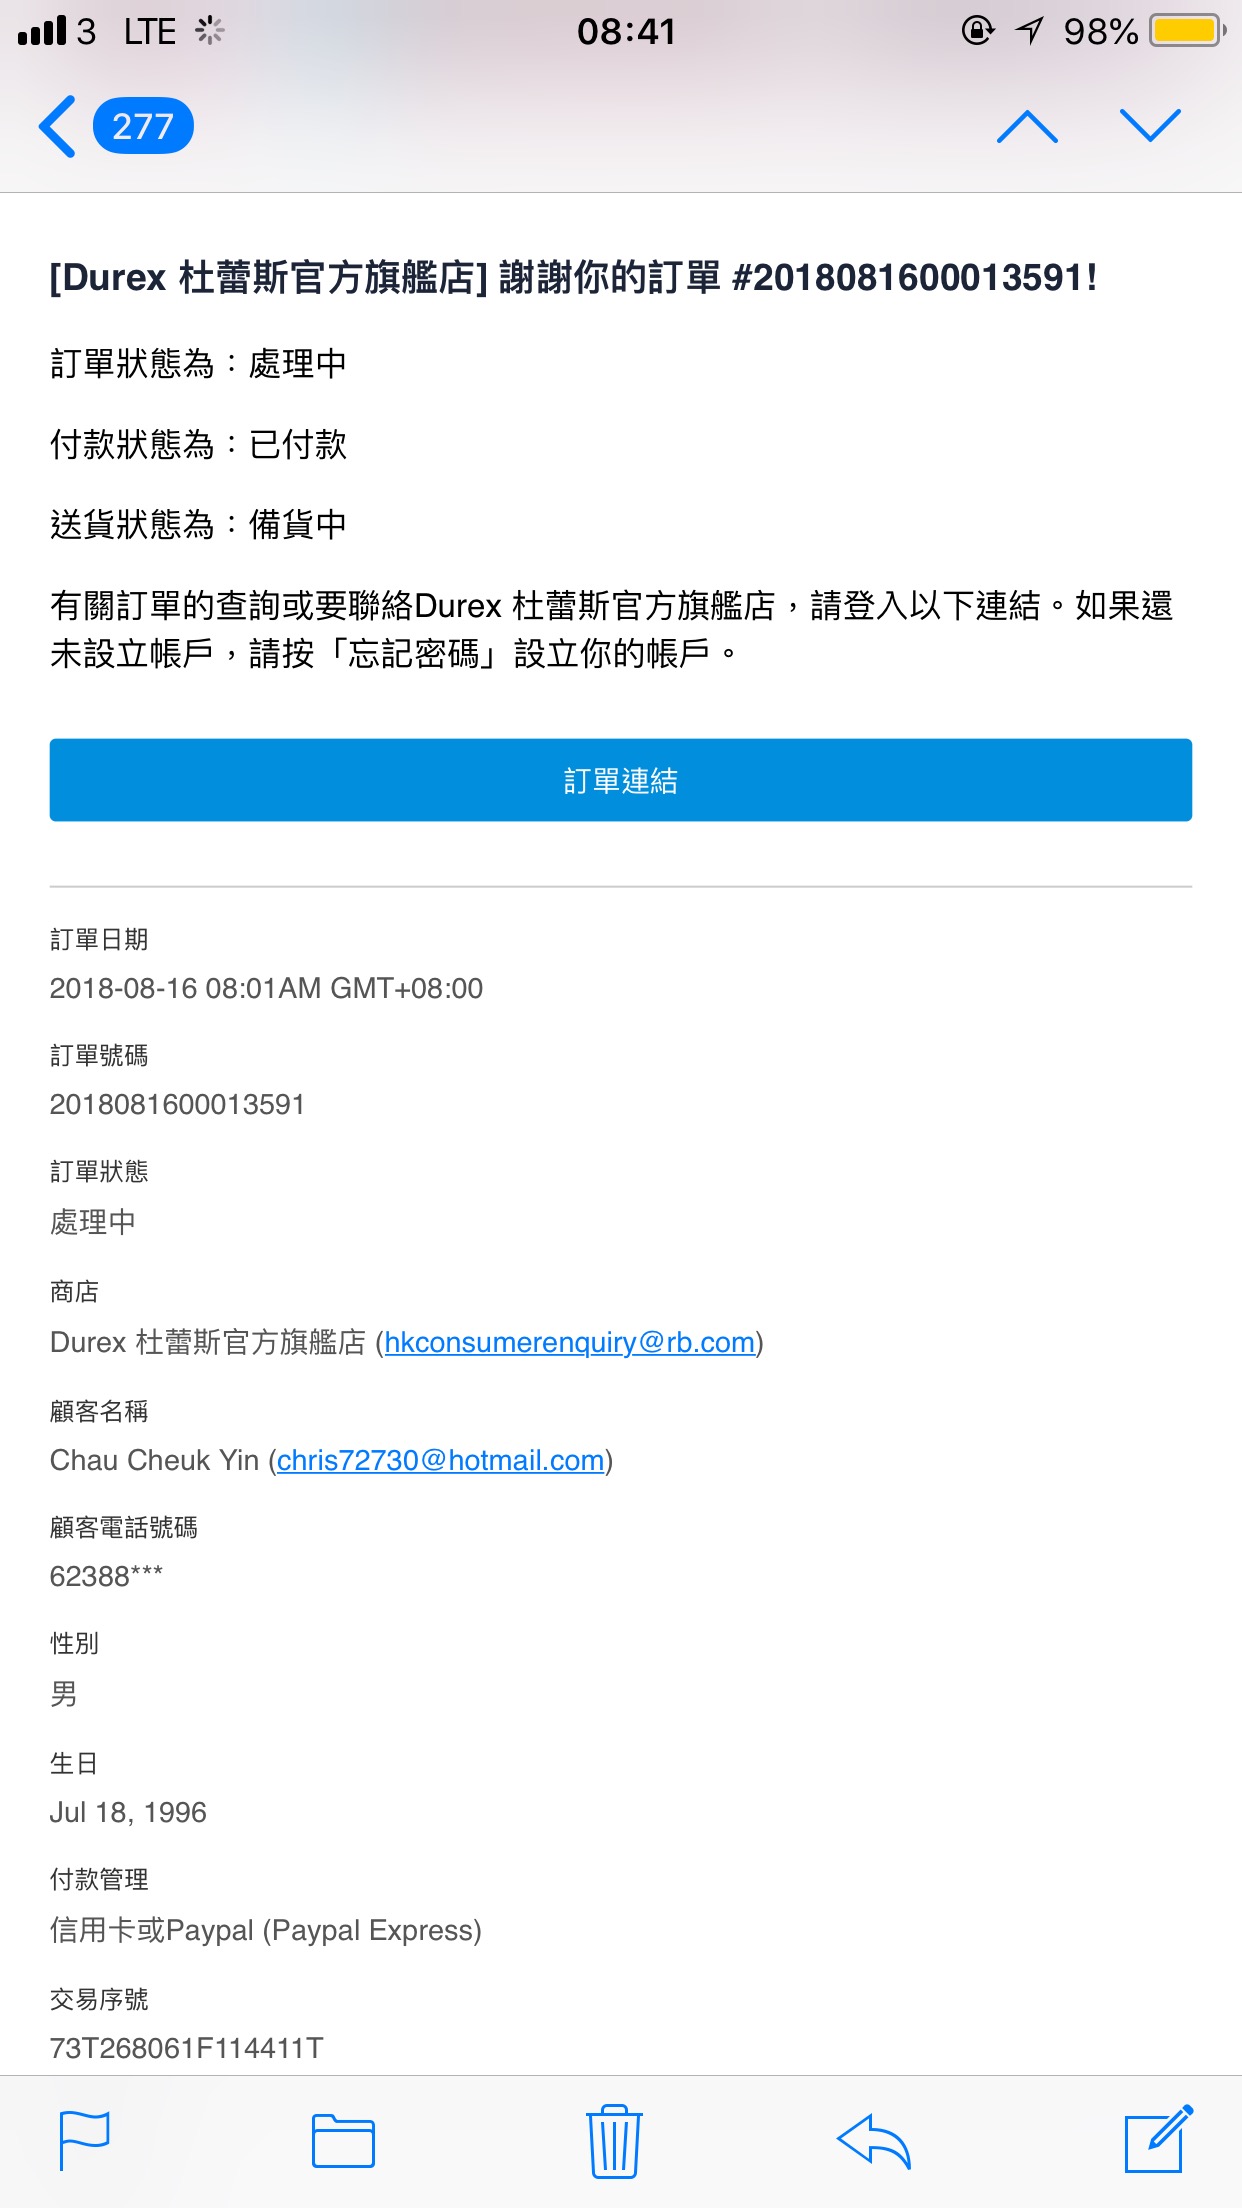 3 LTE 08:41 98%
277
[Durex 杜蕾斯官方旗艦店] 謝謝你的訂單 #2018081600013591!
訂單狀態為：處理中
付款狀態為：已付款
送貨狀態為：備貨中
有關訂單的查詢或要聯絡Durex 杜蕾斯官方旗艦店，請登入以下連結。如果還
未設立帳戶，請按「忘記密碼」設立你的帳戶。
訂單連結
訂單日期
2018-08-16 08:01AM GMT+08:00
訂單號碼
2018081600013591
訂單狀態
處理中
商店
Durex 杜蕾斯官方旗艦店 (hkconsumerenquiry@rb.com)
顧客名稱
Chau Cheuk Yin (chris72730@hotmail.com)
顧客電話號碼
62388***
性別
男
生日
Jul 18, 1996
付款管理
信用卡或Paypal (Paypal Express)
交易序號
73T268061F114411T